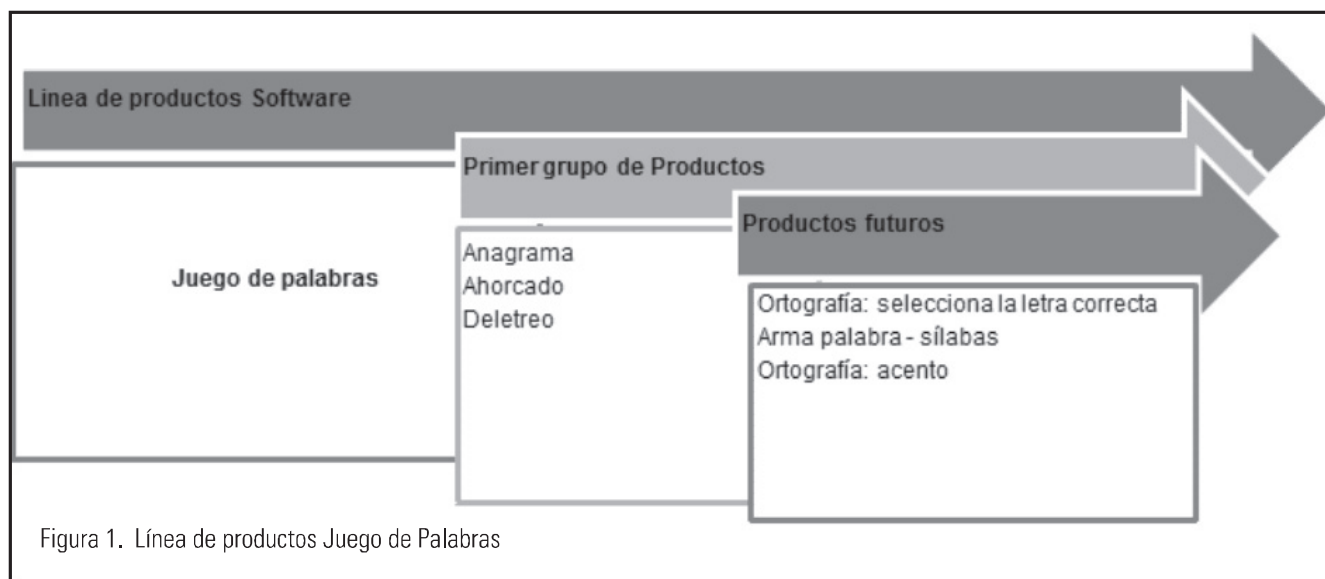 Linea de productos Software
Primer grupo de Productos
Productos futuros
Juego de palabras
Anagrama
Ahorcado
Deletreo
Ortografía: selecciona la letra correcta
Arma palabra - sílabas
Ortografía: acento
Figura 1. Línea de productos Juego de Palabras